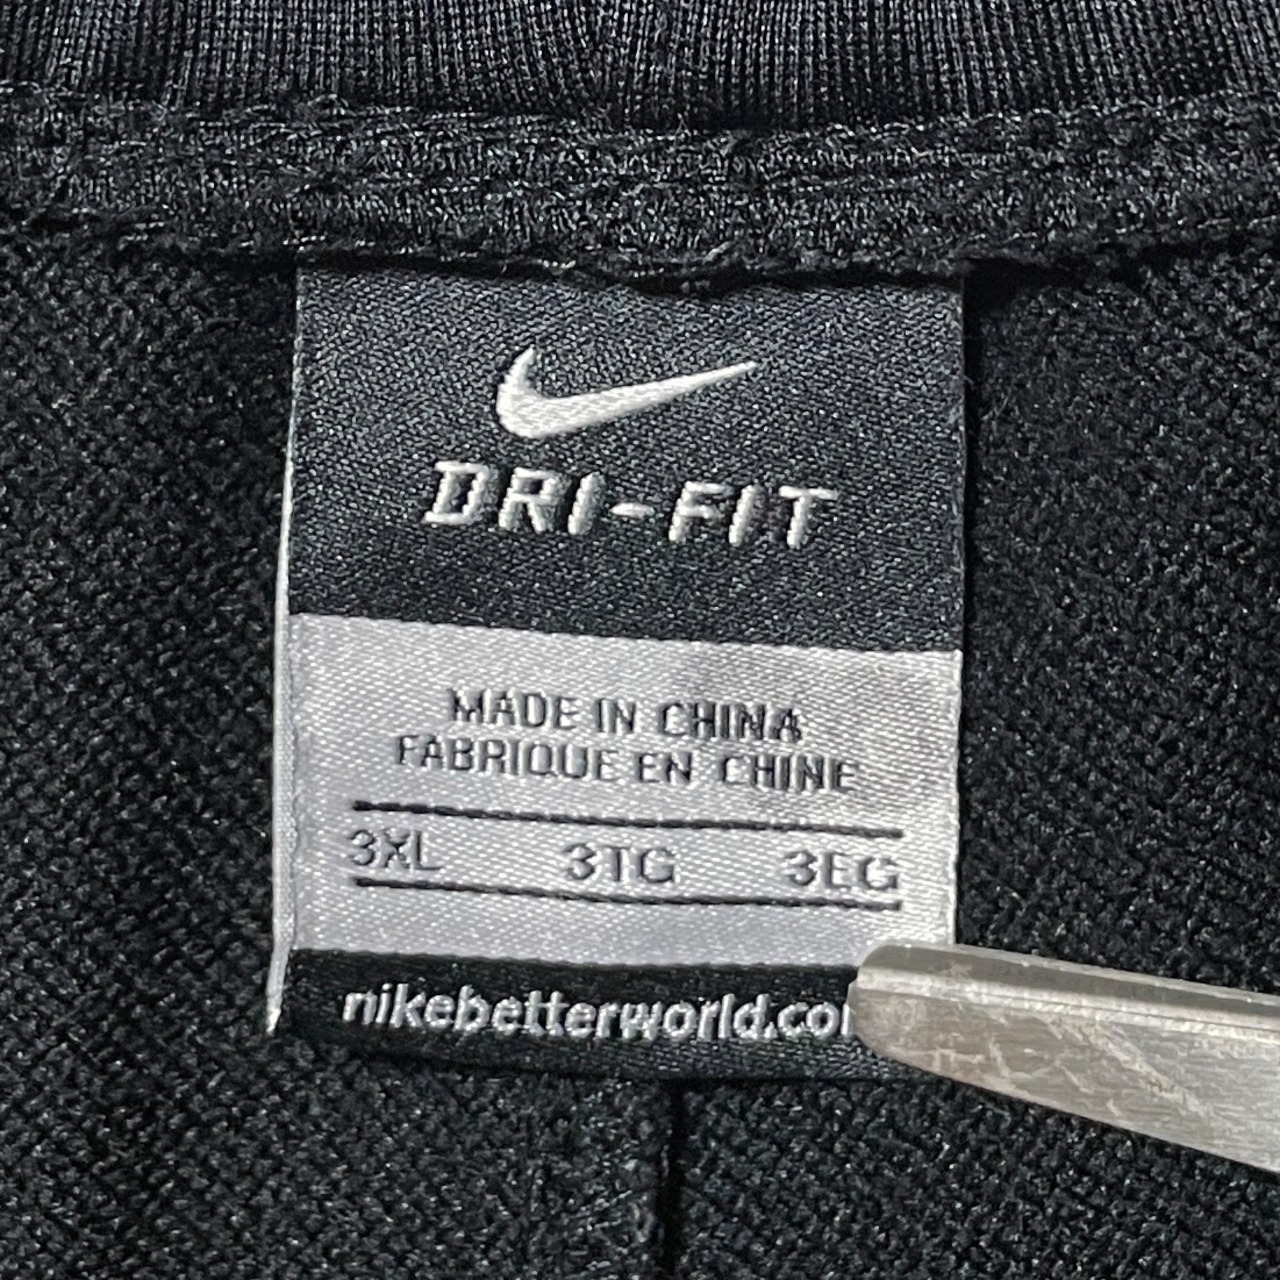 DRI-FIT
MADE IN CHINA
FABRIQUE EN CHINE
3XL 3TG 3EG
nikebetterworld.co